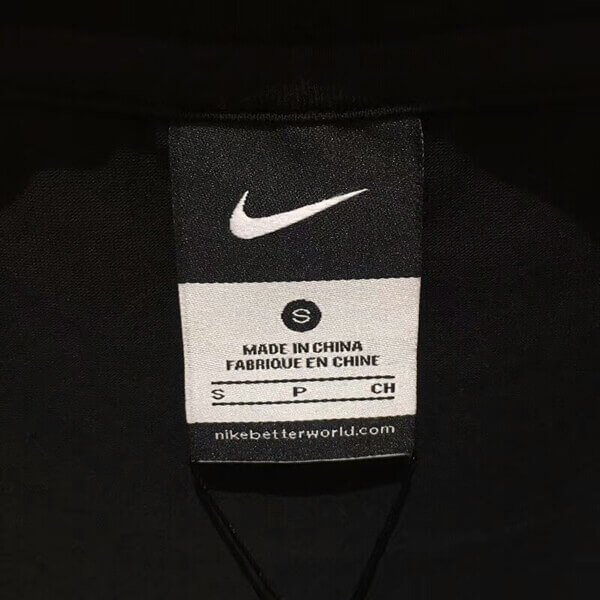 S
MADE IN CHINA
FABRIQUE EN CHINE
S P CH
nikebetterworld.com